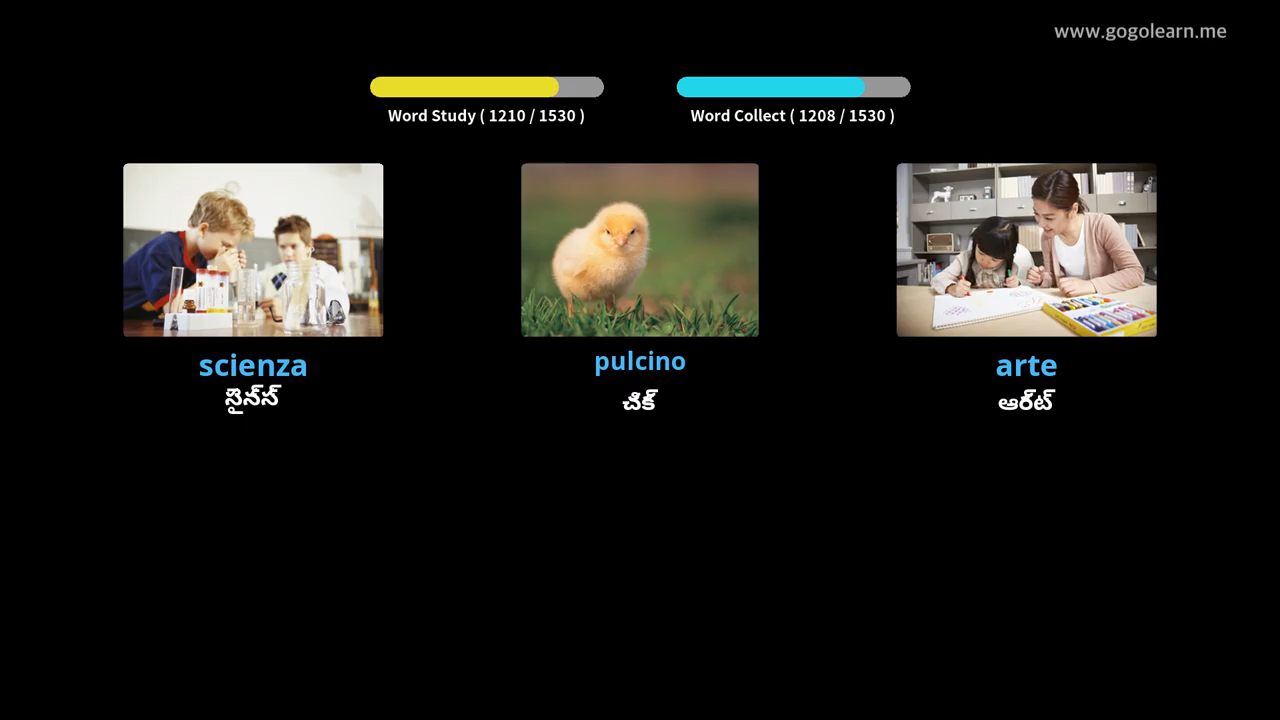 www.gogolearn.me
Word Study ( 1210 / 1530 )
Word Collect ( 1208 / 1530 )
scienza
సైన్స్
pulcino
చిక్
arte
ఆర్ట్